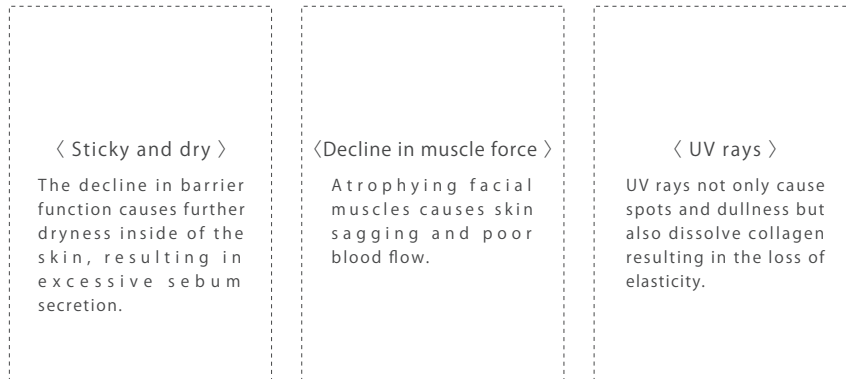 〈 Sticky and dry 〉
The decline in barrier
function causes further
dryness inside of the
skin, resulting in
excessive sebum
secretion.
〈Decline in muscle force 〉
Atrophying facial
muscles causes skin
sagging and poor
blood flow.
〈 UV rays 〉
UV rays not only cause
spots and dullness but
also dissolve collagen
resulting in the loss of
elasticity.